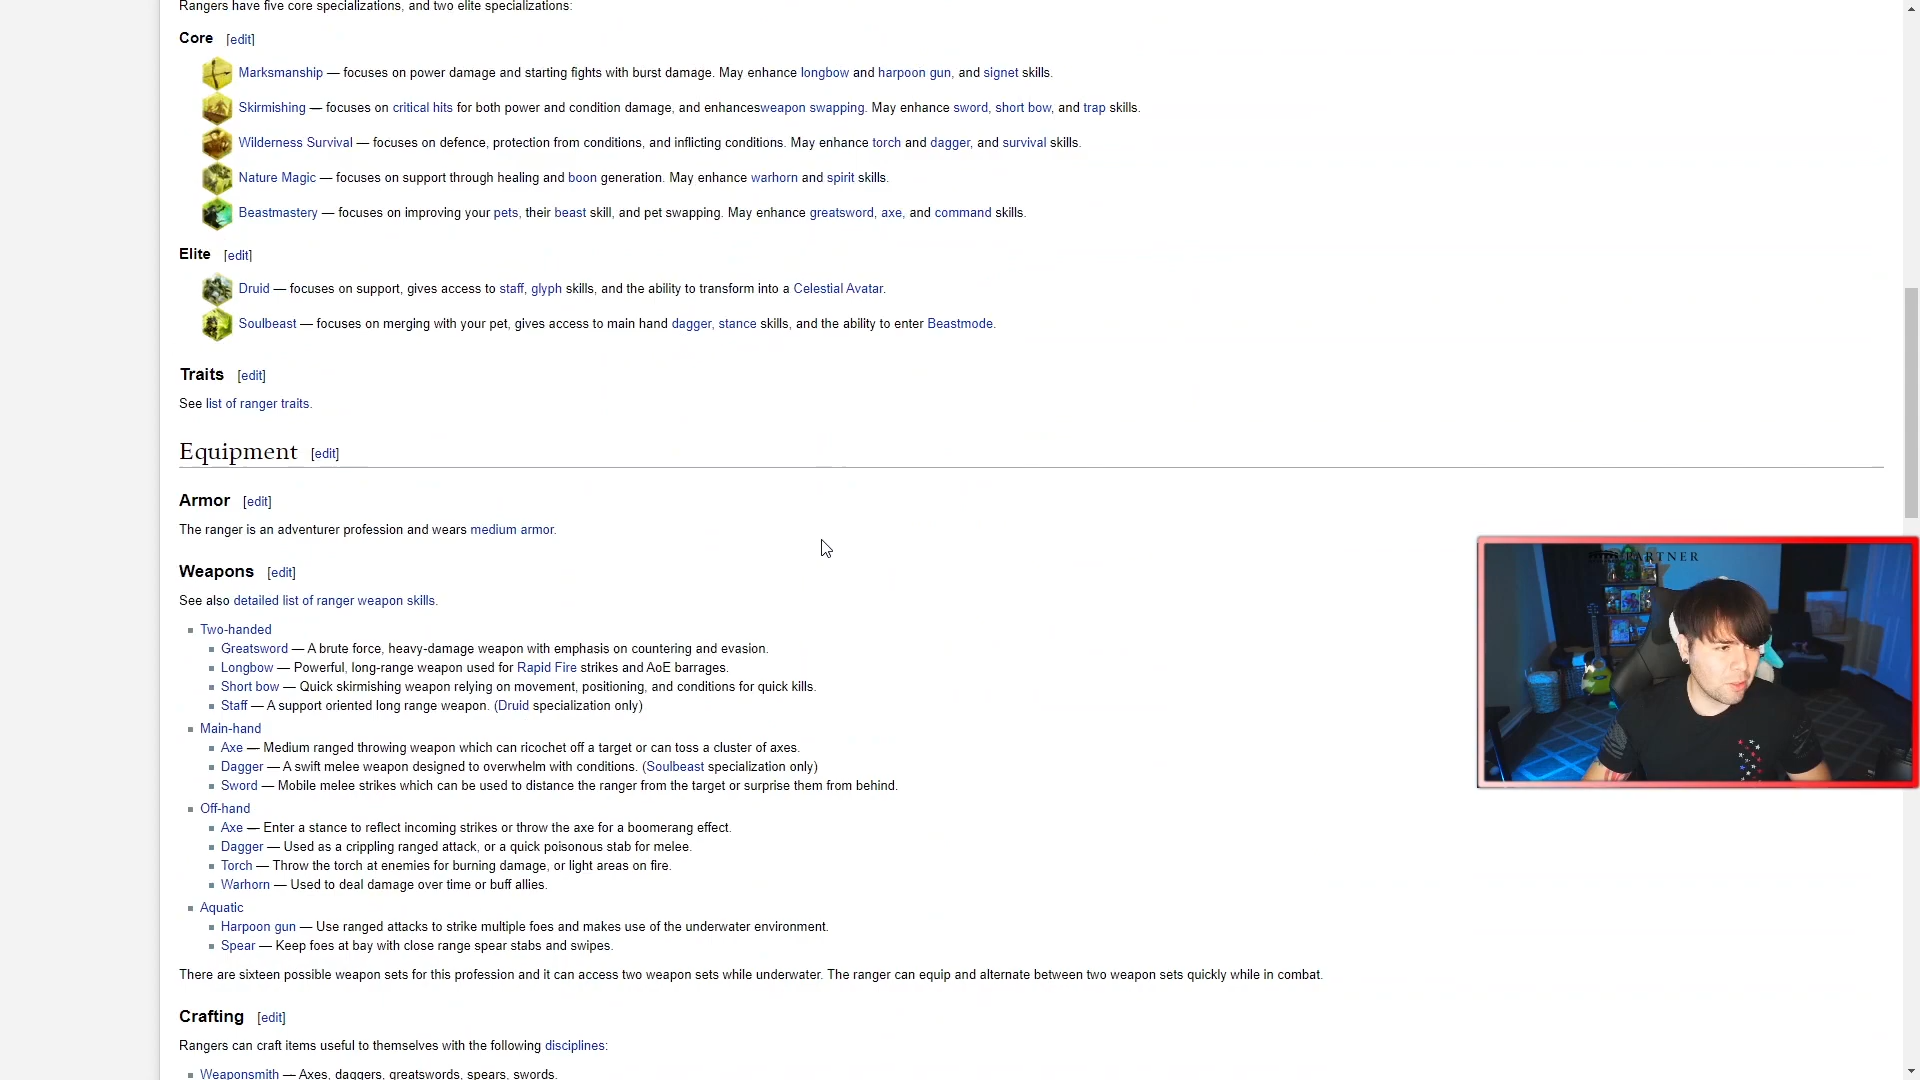 Rangers have five core specializations, and two elite specializations:
Core [edit]
Marksmanship — focuses on power damage and starting fights with burst damage. May enhance longbow and harpoon gun, and signet skills.
Skirmishing — focuses on critical hits for both power and condition damage, and enhancesweapon swapping. May enhance sword, short bow, and trap skills.
Wilderness Survival — focuses on defence, protection from conditions, and inflicting conditions. May enhance torch and dagger, and survival skills.
Nature Magic — focuses on support through healing and boon generation. May enhance warhorn and spirit skills.
Beastmastery — focuses on improving your pets, their beast skill, and pet swapping. May enhance greatsword, axe, and command skills.
Elite [edit]
Druid — focuses on support, gives access to staff, glyph skills, and the ability to transform into a Celestial Avatar.
Soulbeast — focuses on merging with your pet, gives access to main hand dagger, stance skills, and the ability to enter Beastmode.
Traits [edit]
See list of ranger traits.
Equipment [edit]
Armor [edit]
The ranger is an adventurer profession and wears medium armor.
Weapons [edit]
See also detailed list of ranger weapon skills.
Two-handed
Greatsword — A brute force, heavy-damage weapon with emphasis on countering and evasion.
Longbow — Powerful, long-range weapon used for Rapid Fire strikes and AoE barrages.
Short bow — Quick skirmishing weapon relying on movement, positioning, and conditions for quick kills.
Staff — A support oriented long range weapon. (Druid specialization only)
Main-hand
Axe — Medium ranged throwing weapon which can ricochet off a target or can toss a cluster of axes.
Dagger — A swift melee weapon designed to overwhelm with conditions. (Soulbeast specialization only)
Sword — Mobile melee strikes which can be used to distance the ranger from the target or surprise them from behind.
Off-hand
Axe — Enter a stance to reflect incoming strikes or throw the axe for a boomerang effect.
Dagger — Used as a crippling ranged attack, or a quick poisonous stab for melee.
Torch — Throw the torch at enemies for burning damage, or light areas on fire.
Warhorn — Used to deal damage over time or buff allies.
Aquatic
Harpoon gun — Use ranged attacks to strike multiple foes and makes use of the underwater environment.
Spear — Keep foes at bay with close range spear stabs and swipes.
There are sixteen possible weapon sets for this profession and it can access two weapon sets while underwater. The ranger can equip and alternate between two weapon sets quickly while in combat.
Crafting [edit]
Rangers can craft items useful to themselves with the following disciplines:
Weaponsmith — Axes, daggers, greatswords, spears, swords.
PARTNER